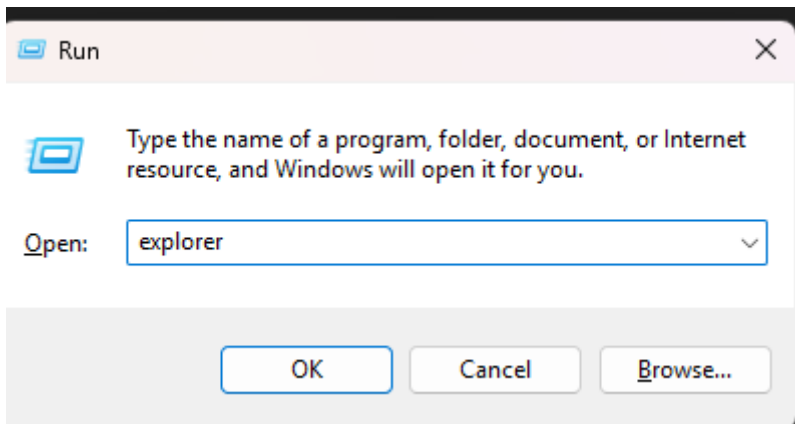 Run
Type the name of a program, folder, document, or Internet
resource, and Windows will open it for you.
Open:
explorer
OK
Cancel
Browse...